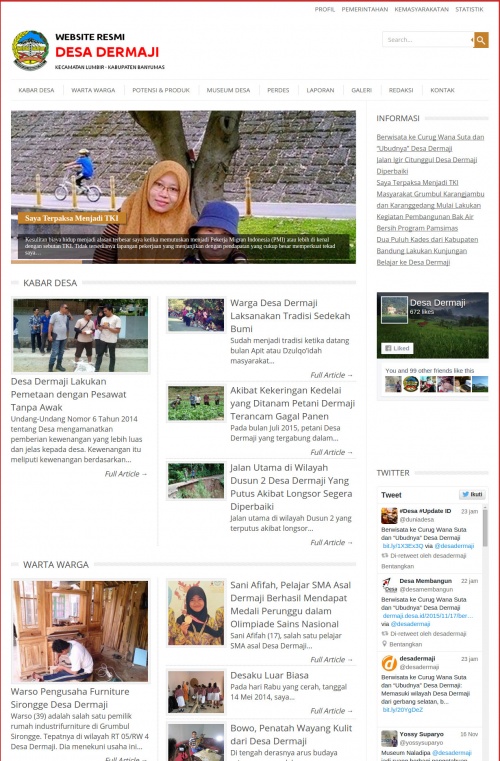 PROFIL PEMERINTAHAN KEMASYARAKATAN STATISTIK
WEBSITE RESMI
DESA DERMAJI
KECAMATAN LUMBIR - KABUPATEN BANYUMAS
Search...
KABAR DESA WARTA WARGA POTENSI & PRODUK MUSEUM DESA PERDES LAPORAN GALERI REDAKSI KONTAK
Saya Terpaksa Menjadi TKI
Kesulitan biaya hidup menjadi alasan terbesar saya ketika memutuskan menjadi Pekerja Migran Indonesia (PMI) atau lebih di kenal
dengan sebutan TKI. Tidak tersedianya lapangan pekerjaan yang menjanjikan dengan pendapatan yang cukup besar memperkuat tekad
saya...
KABAR DESA
Desa Dermaji Lakukan
Pemetaan dengan Pesawat
Tanpa Awak
Undang-Undang Nomor 6 Tahun 2014
tentang Desa mengamanatkan
pemberian kewenangan yang lebih luas
dan jelas kepada desa. Kewenangan itu
meliputi kewenangan berdasarkan...
Full Article →
Warga Desa Dermaji
Laksanakan Tradisi Sedekah
Bumi
Sudah menjadi tradisi ketika datang
bulan Apit atau Dzulqo'idah
masyarakat...
Full Article →
Akibat Kekeringan Kedelai
yang Ditanam Petani Dermaji
Terancam Gagal Panen
Pada bulan Juli 2015, petani Desa
Dermaji yang tergabung dalam...
Full Article →
Jalan Utama di Wilayah
Dusun 2 Desa Dermaji Yang
Putus Akibat Longsor Segera
Diperbaiki
Jalan utama di wilayah Dusun 2 yang
terputus akibat longsor...
Full Article →
WARTA WARGA
Warso Pengusaha Furniture
Sirongge Desa Dermaji
Warso (39) adalah salah satu pemilik
rumah industrifurniture di Grumbul
Sirongge. Tepatnya di wilayah RT 05/RW 4
Desa Dermaji. Dia menekuni usaha ini...
Full Article →
Sani Afifah, Pelajar SMA Asal
Dermaji Berhasil Mendapat
Medali Perunggu dalam
Olimpiade Sains Nasional
Sani Afifah (17), salah satu pelajar
SMA asal Desa Dermaji...
Full Article →
Desaku Luar Biasa
Pada hari Rabu yang cerah, tanggal
14 Mei 2014, saya...
Full Article →
Bowo, Penatah Wayang Kulit
dari Desa Dermaji
Di tengah derasnya arus budaya
INFORMASI
Berwisata ke Curug Wana Suta dan
"Ubudnya" Desa Dermaji
Jalan Igir Citunggul Desa Dermaji
Diperbaiki
Saya Terpaksa Menjadi TKI
Masyarakat Grumbul Karangjambu
dan Karanggedang Mulai Lakukan
Kegiatan Pembangunan Bak Air
Bersih Program Pamsimas
Dua Puluh Kades dari Kabupaten
Bandung Lakukan Kunjungan
Belajar ke Desa Dermaji
Desa Dermaji
672 likes
Liked
You and 99 other friends like this
TWITTER
Tweet Ikuti
#Desa #Update ID 23 jam
@duniadesa
Berwisata ke Curug Wana Suta
dan "Ubudnya" Desa Dermaji
bit.ly/1X3Ex3Q via @desadermaji
Di-retweet oleh desadermaji
Bentangkan
Desa Membangun 22 jam
@desamembangun
Berwisata ke Curug Wana Suta
dan "Ubudnya" Desa Dermaji
dermaji.desa.id/2015/11/17/ber...
via @desadermaji
Di-retweet oleh desadermaji
Bentangkan
desadermaji 23 jam
@desadermaji
Berwisata ke Curug Wana Suta
dan "Ubudnya" Desa Dermaji:
Memasuki wilayah Desa Dermaji
dari gerbang selatan, b...
bit.ly/20YgDeZ
Yossy Suparyo 16 Nov
@yossysuparyo
Museum Naladipa @desadermaji